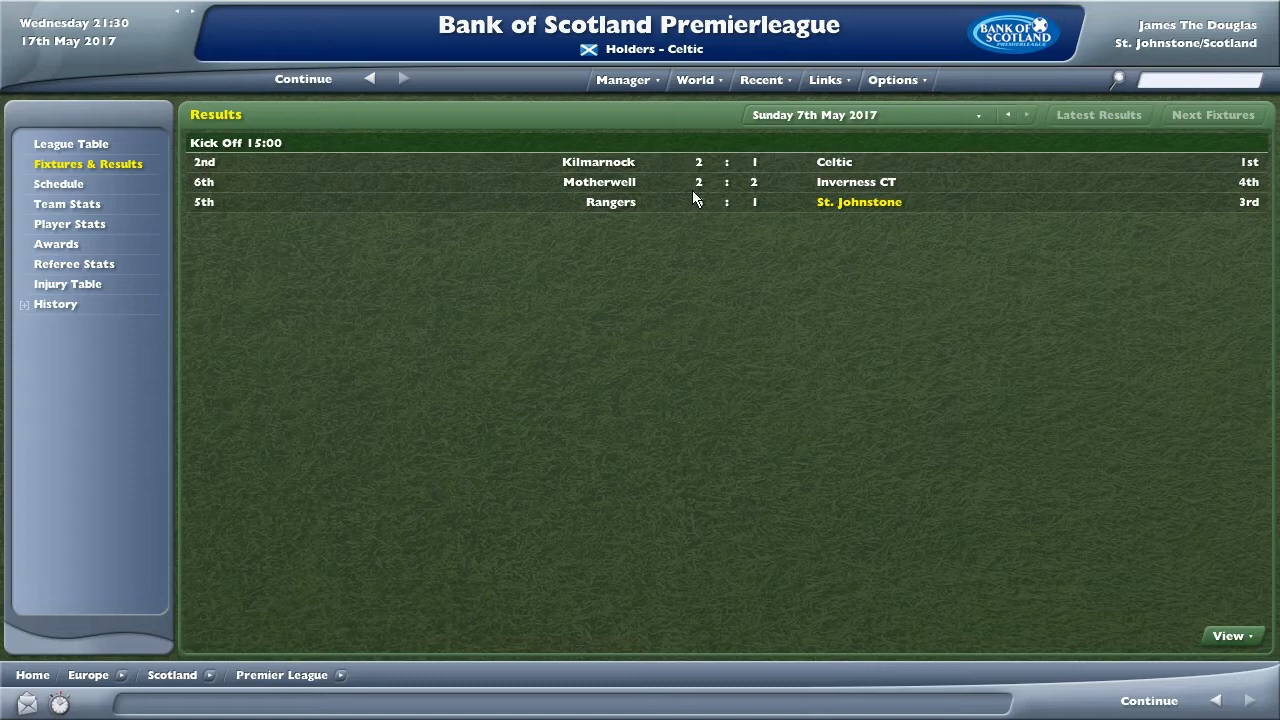 Wednesday 21:30
17th May 2017
Bank of Scotland Premierleague
Holders - Celtic
BANK OF SCOTLAND
PREMIERLEAGUE
James The Douglas
St. Johnstone/Scotland
Continue
Manager World Recent Links Options
League Table
Fixtures & Results
Schedule
Team Stats
Player Stats
Awards
Referee Stats
Injury Table
History
Results
Sunday 7th May 2017
Latest Results
Next Fixtures
Kick Off 15:00
2nd Kilmarnock 2 : 1 Celtic 1st
6th Motherwell 2 : 2 Inverness CT 4th
5th Rangers : 1 St. Johnstone 3rd
View
Home Europe Scotland Premier League
Continue